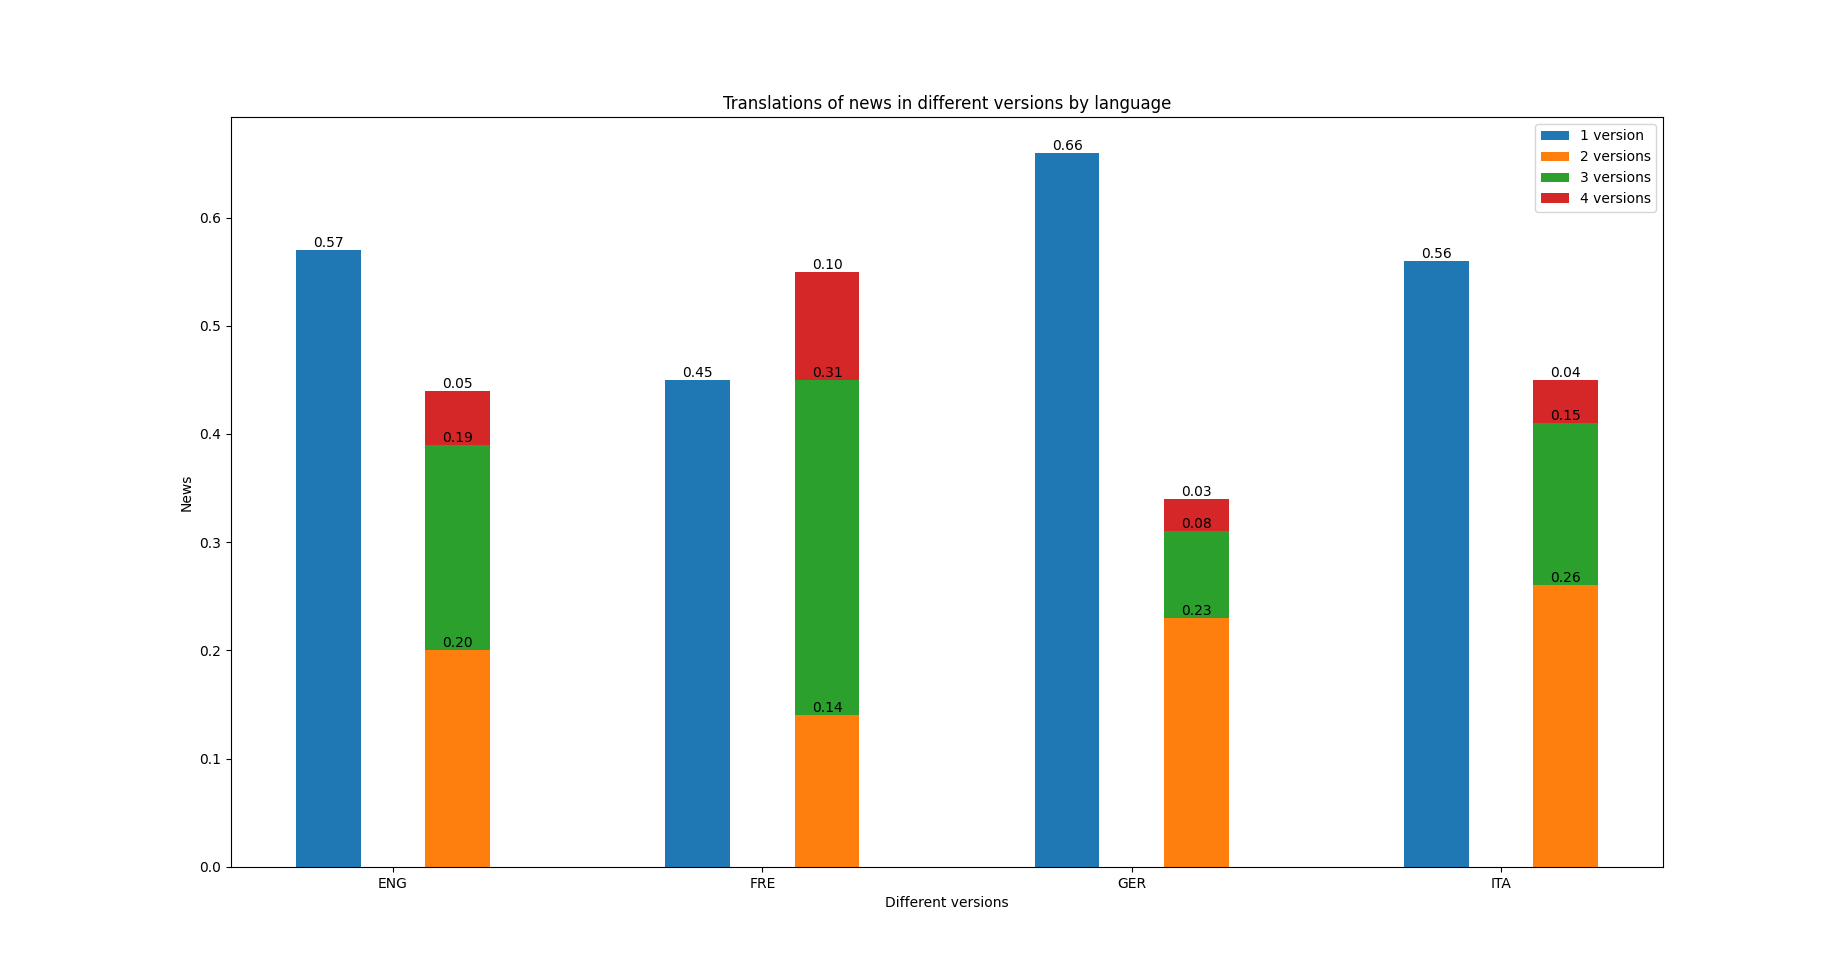 Translations of news in different versions by language
1 version
2 versions
3 versions
4 versions
News
0.6
0.5
0.4
0.3
0.2
0.1
0.0
0.57
0.05
0.19
0.20
0.45
0.10
0.31
0.14
0.66
0.03
0.08
0.23
0.56
0.04
0.15
0.26
ENG FRE GER ITA
Different versions